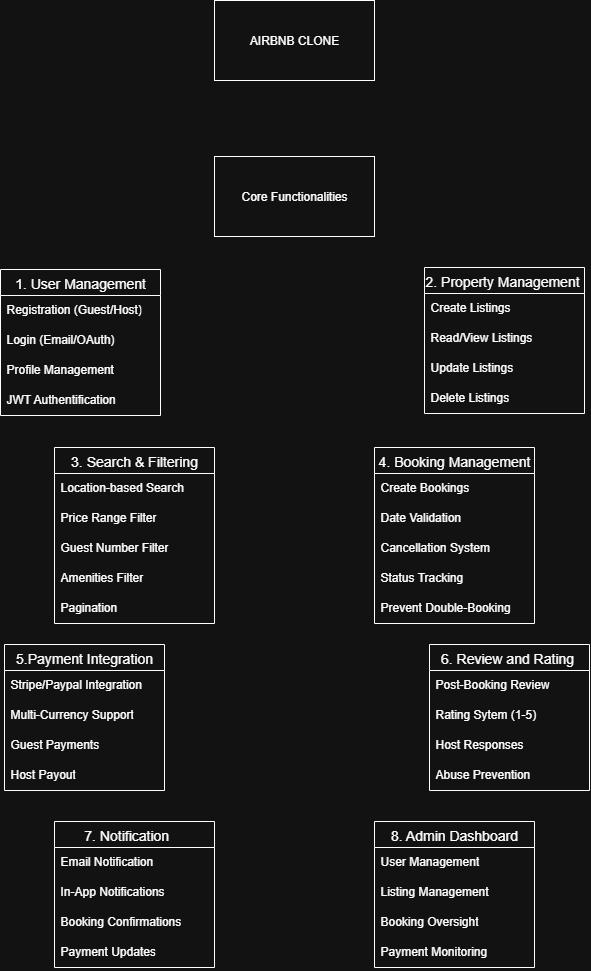 AIRBNB CLONE
Core Functionalities
1. User Management
Registration (Guest/Host)
Login (Email/OAuth)
Profile Management
JWT Authentification
2. Property Management
Create Listings
Read/View Listings
Update Listings
Delete Listings
3. Search & Filtering
Location-based Search
Price Range Filter
Guest Number Filter
Amenities Filter
Pagination
4. Booking Management
Create Bookings
Date Validation
Cancellation System
Status Tracking
Prevent Double-Booking
5.Payment Integration
Stripe/Paypal Integration
Multi-Currency Support
Guest Payments
Host Payout
6. Review and Rating
Post-Booking Review
Rating Sytem (1-5)
Host Responses
Abuse Prevention
7. Notification
Email Notification
In-App Notifications
Booking Confirmations
Payment Updates
8. Admin Dashboard
User Management
Listing Management
Booking Oversight
Payment Monitoring